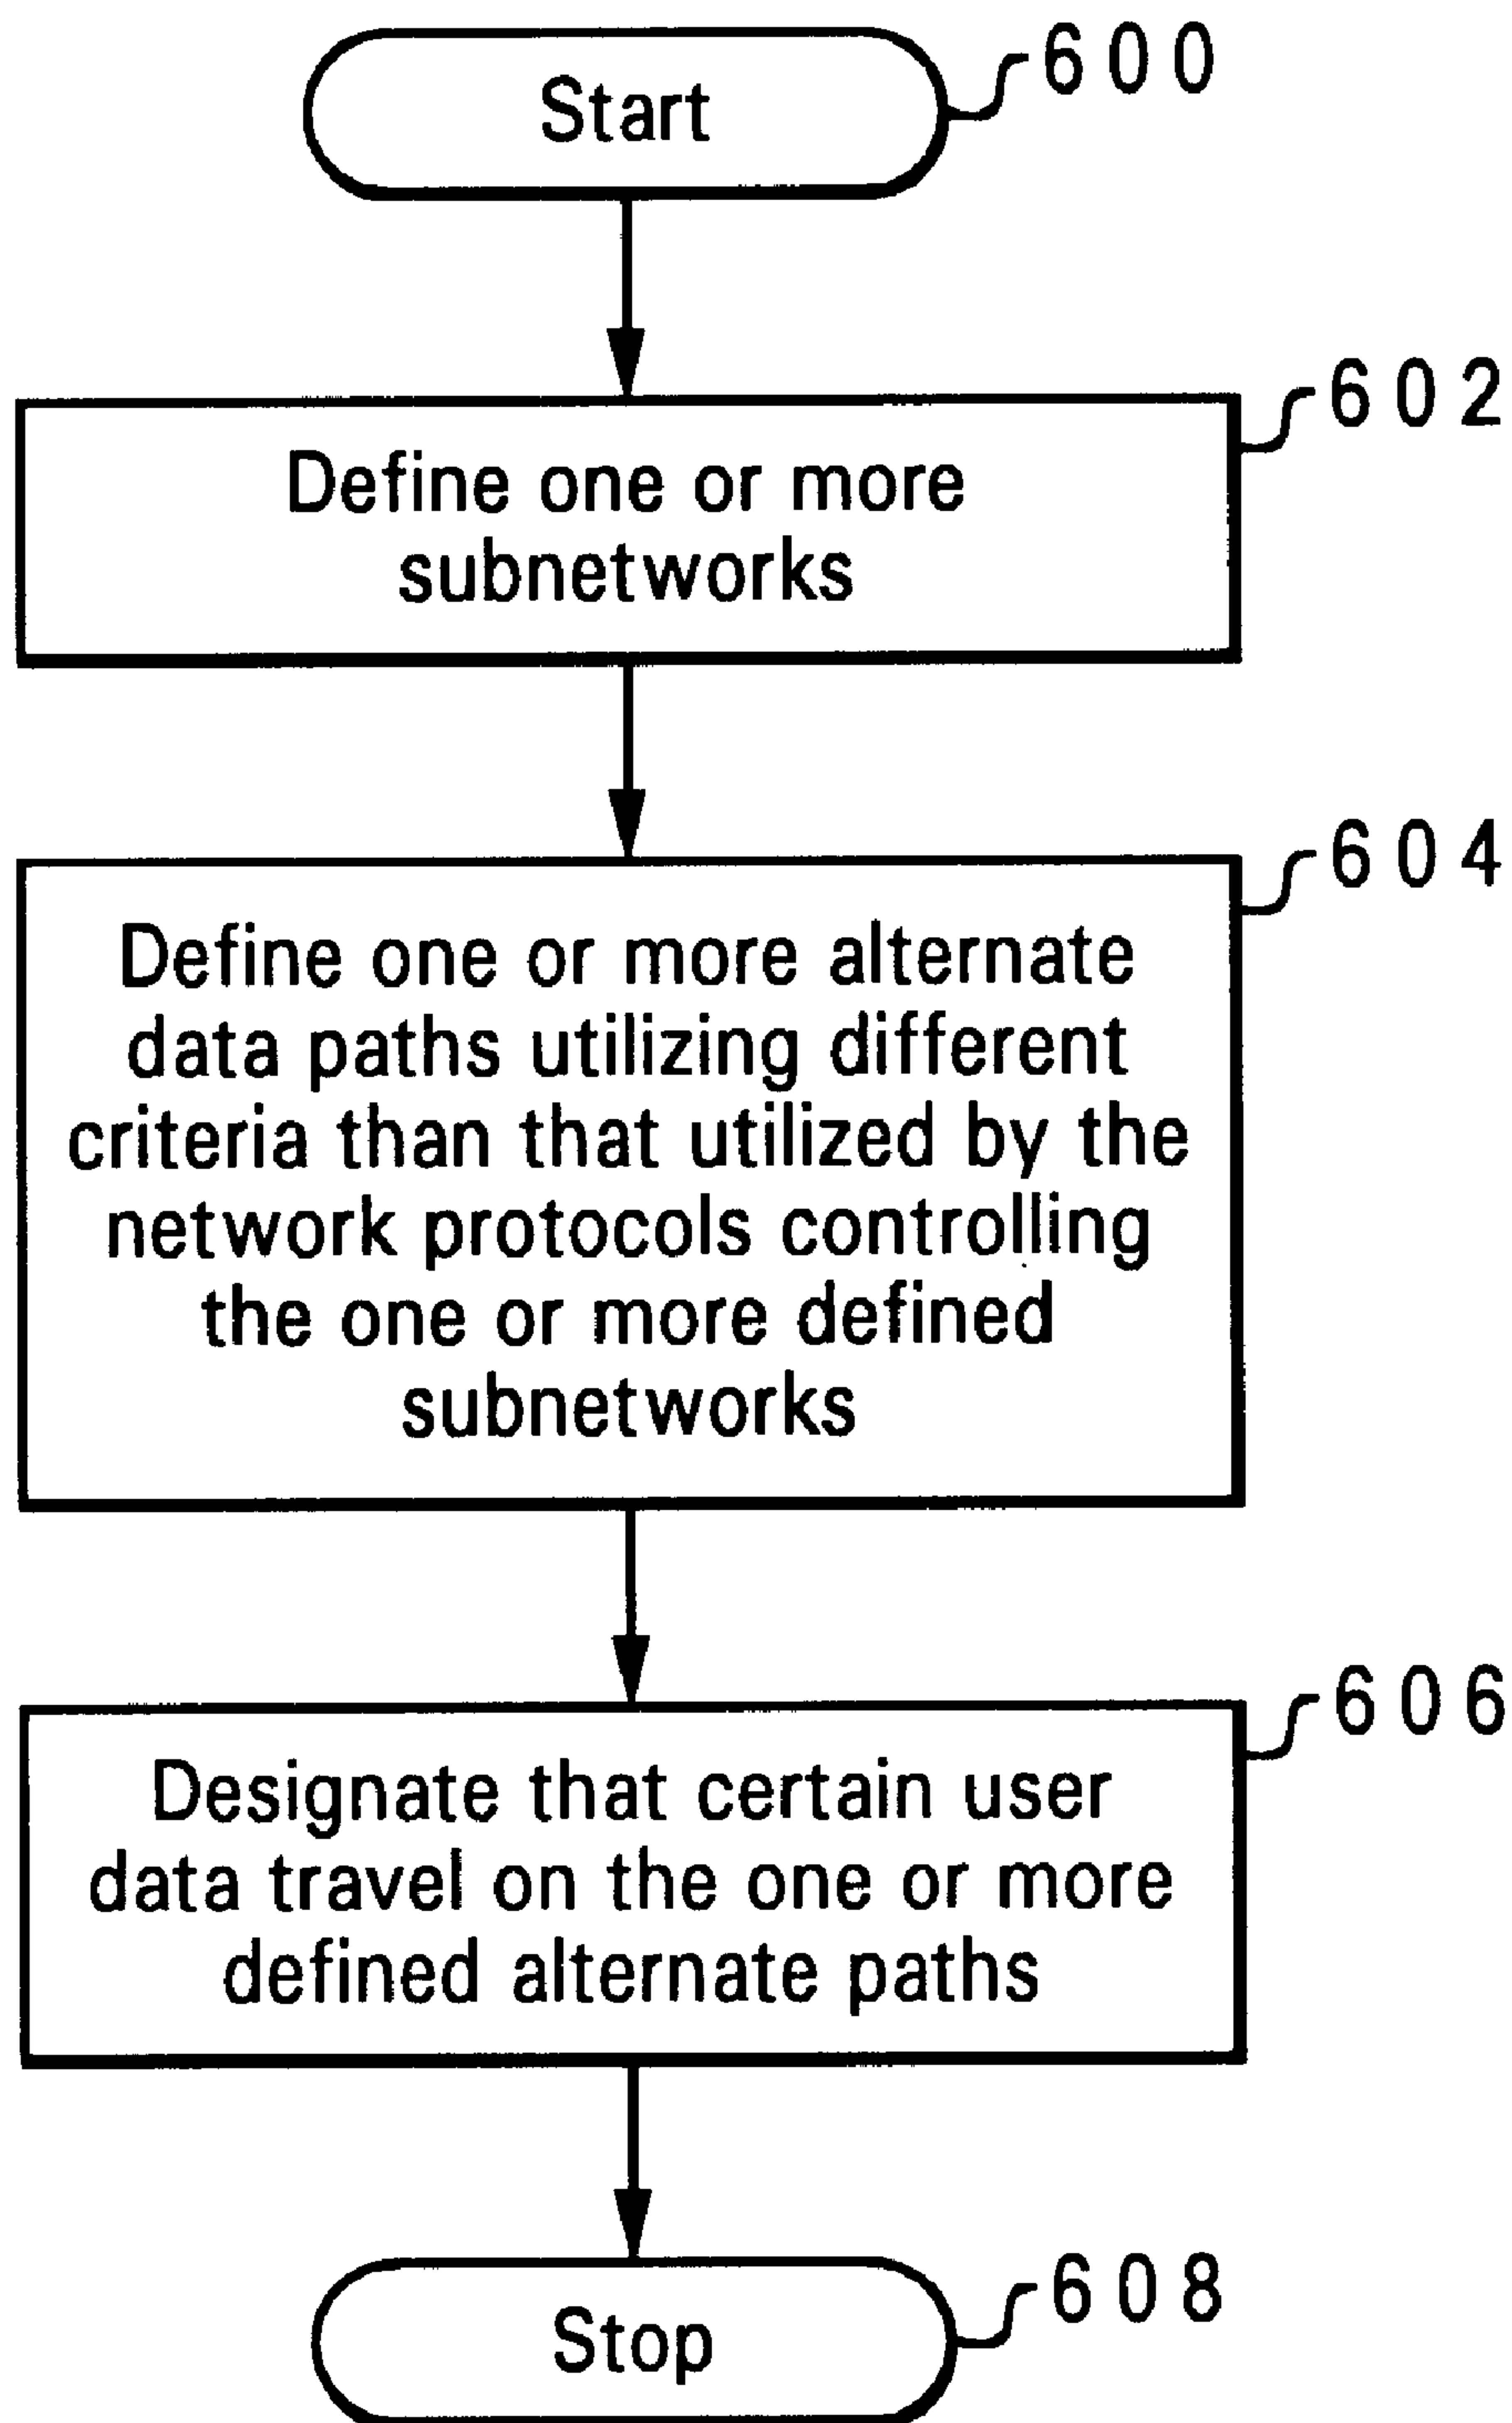 Start
600
602
Define one or more
subnetworks
604
Define one or more alternate
data paths utilizing different
criteria than that utilized by the
network protocols controlling
the one or more defined
subnetworks
606
Designate that certain user
data travel on the one or more
defined alternate paths
608
Stop